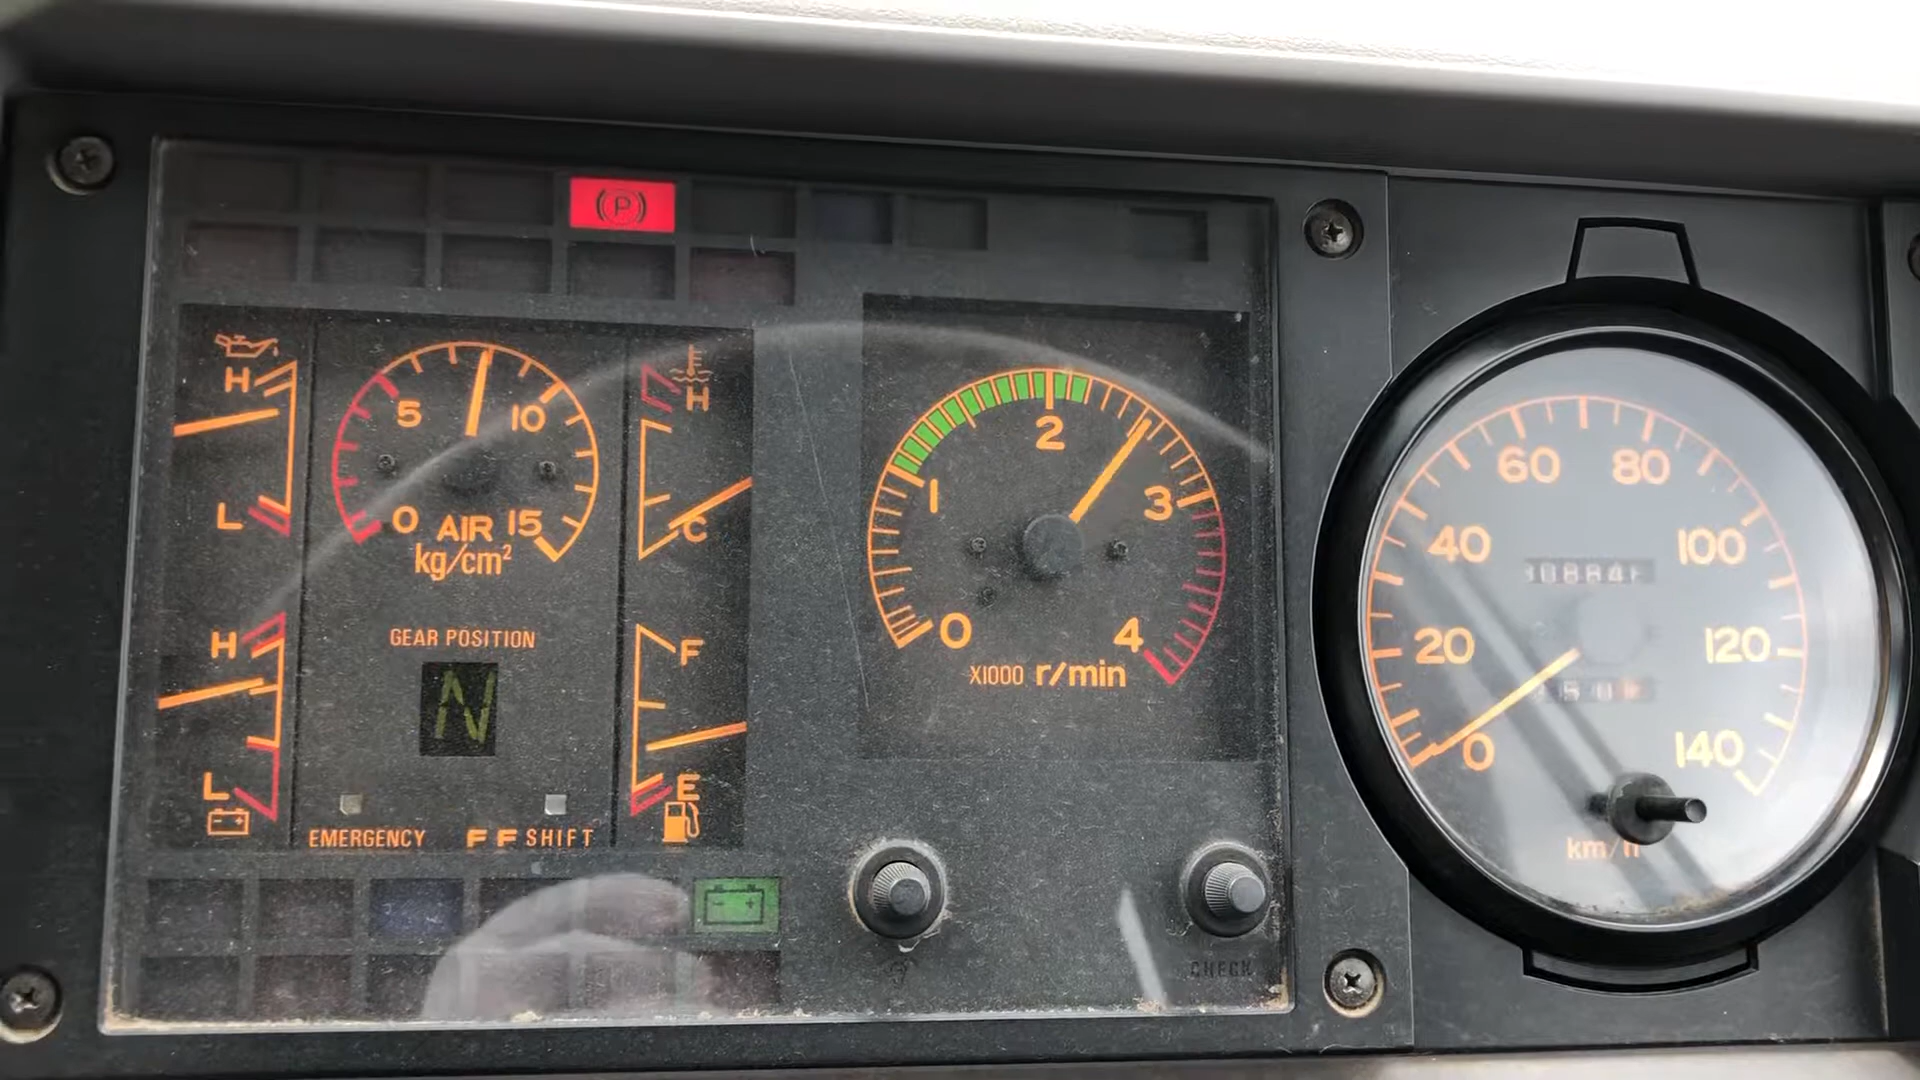 (P)
H
L
5
10
0
15
AIR
kg/cm²
H
C
GEAR POSITION
N
H
L
F
E
EMERGENCY
FF SHIFT
0
1
2
3
4
X1000 r/min
CHECK
0
20
40
60
80
100
120
140
km/h